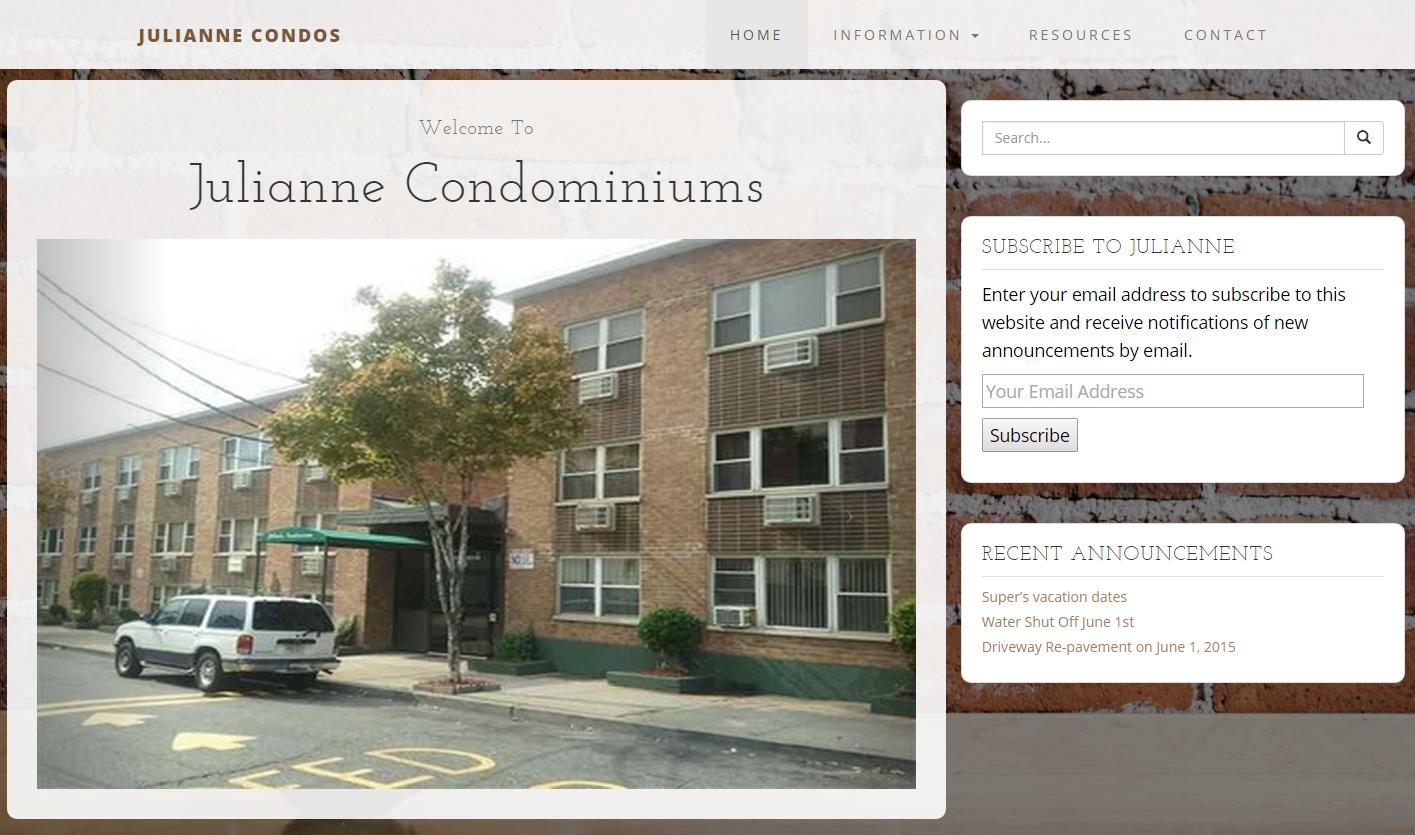 JULIANNE CONDOS
HOME
INFORMATION
RESOURCES
CONTACT
Welcome To
Julianne Condominiums
Search...
SUBSCRIBE TO JULIANNE
Enter your email address to subscribe to this
website and receive notifications of new
announcements by email.
Your Email Address
Subscribe
RECENT ANNOUNCEMENTS
Super's vacation dates
Water Shut Off June 1st
Driveway Re-pavement on June 1, 2015